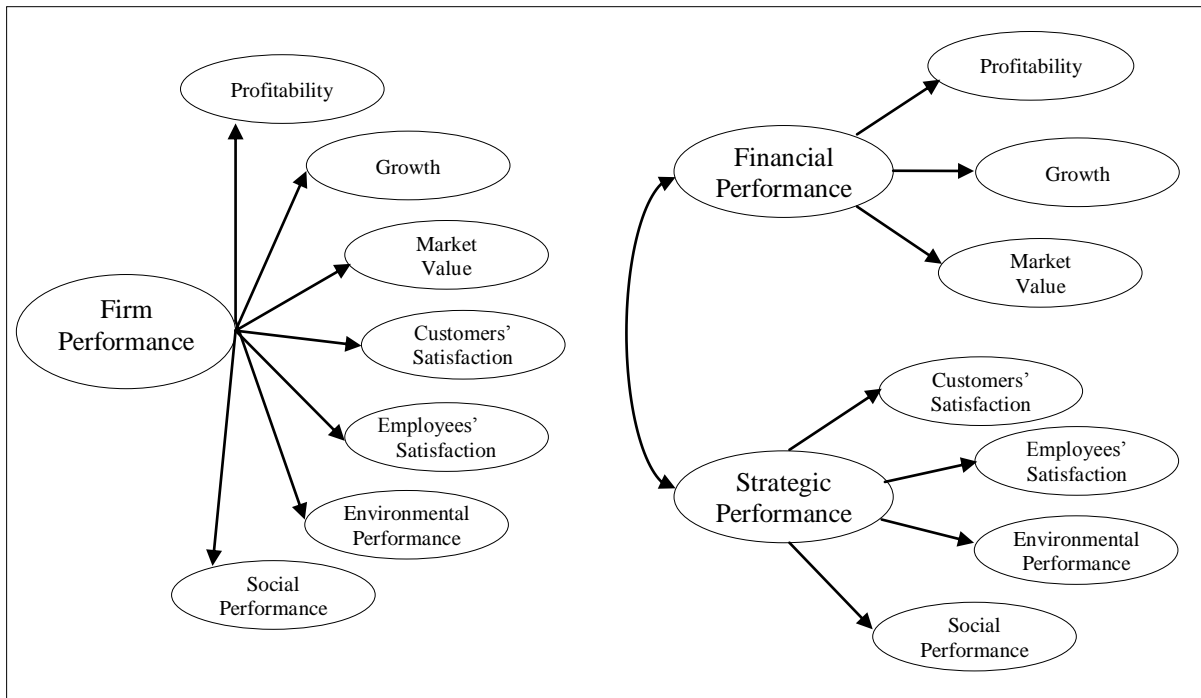 Profitability
Growth
Market
Value
Firm
Performance
Customers’
Satisfaction
Employees’
Satisfaction
Environmental
Performance
Social
Performance
Profitability
Financial
Performance
Growth
Market
Value
Customers’
Satisfaction
Employees’
Satisfaction
Strategic
Performance
Environmental
Performance
Social
Performance